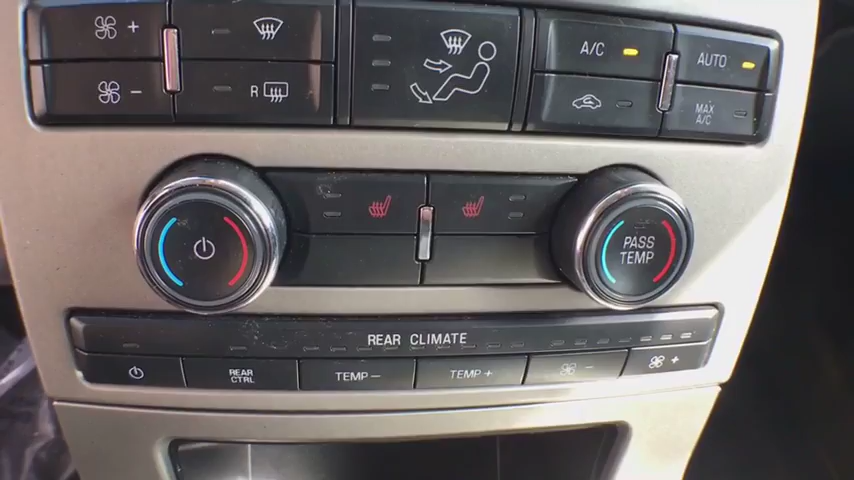 +
A/C
AUTO
-
R
MAX
A/C
PASS
TEMP
REAR CLIMATE
REAR
CTRL
TEMP-
TEMP+
-
+